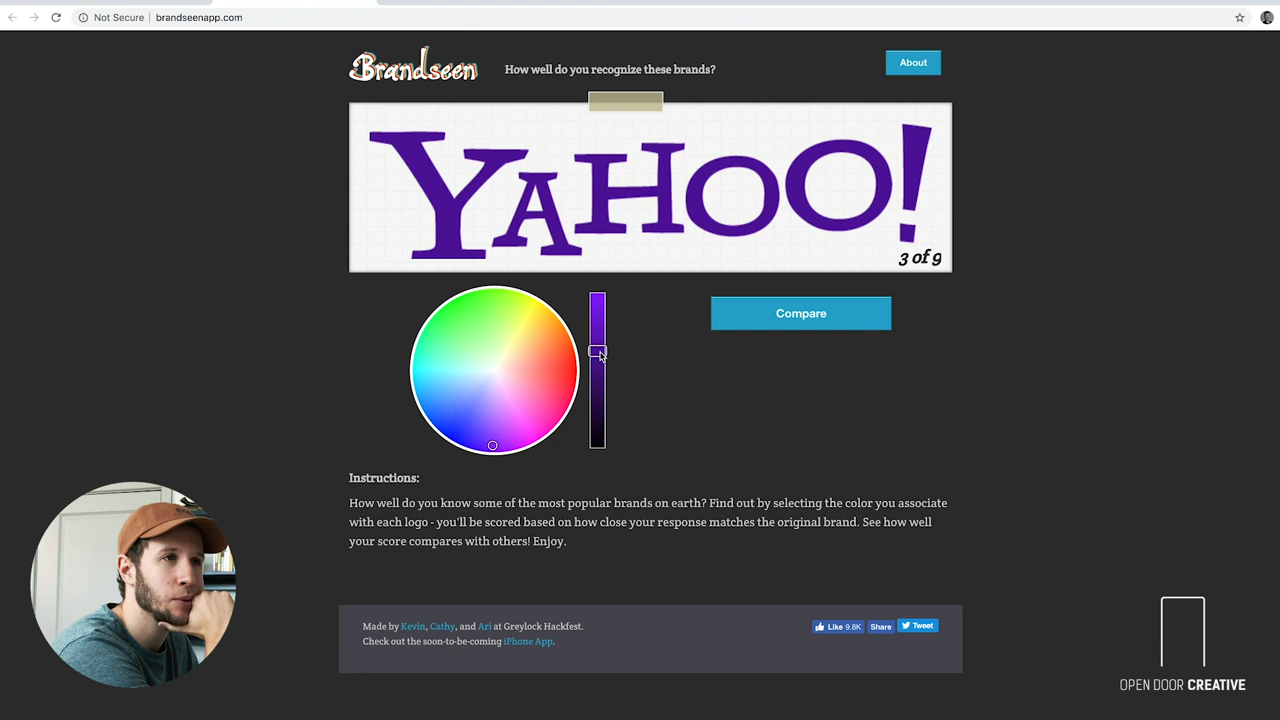 Not Secure
brandseenapp.com
Brandseen
How well do you recognize these brands?
About
YAHOO!
3 of 9
Compare
Instructions:
How well do you know some of the most popular brands on earth? Find out by selecting the color you associate
with each logo - you'll be scored based on how close your response matches the original brand. See how well
your score compares with others! Enjoy.
Made by Kevin, Cathy, and Ari at Greylock Hackfest.
Check out the soon-to-be-coming iPhone App.
Like 9.8K
Share
Tweet
OPEN DOOR CREATIVE